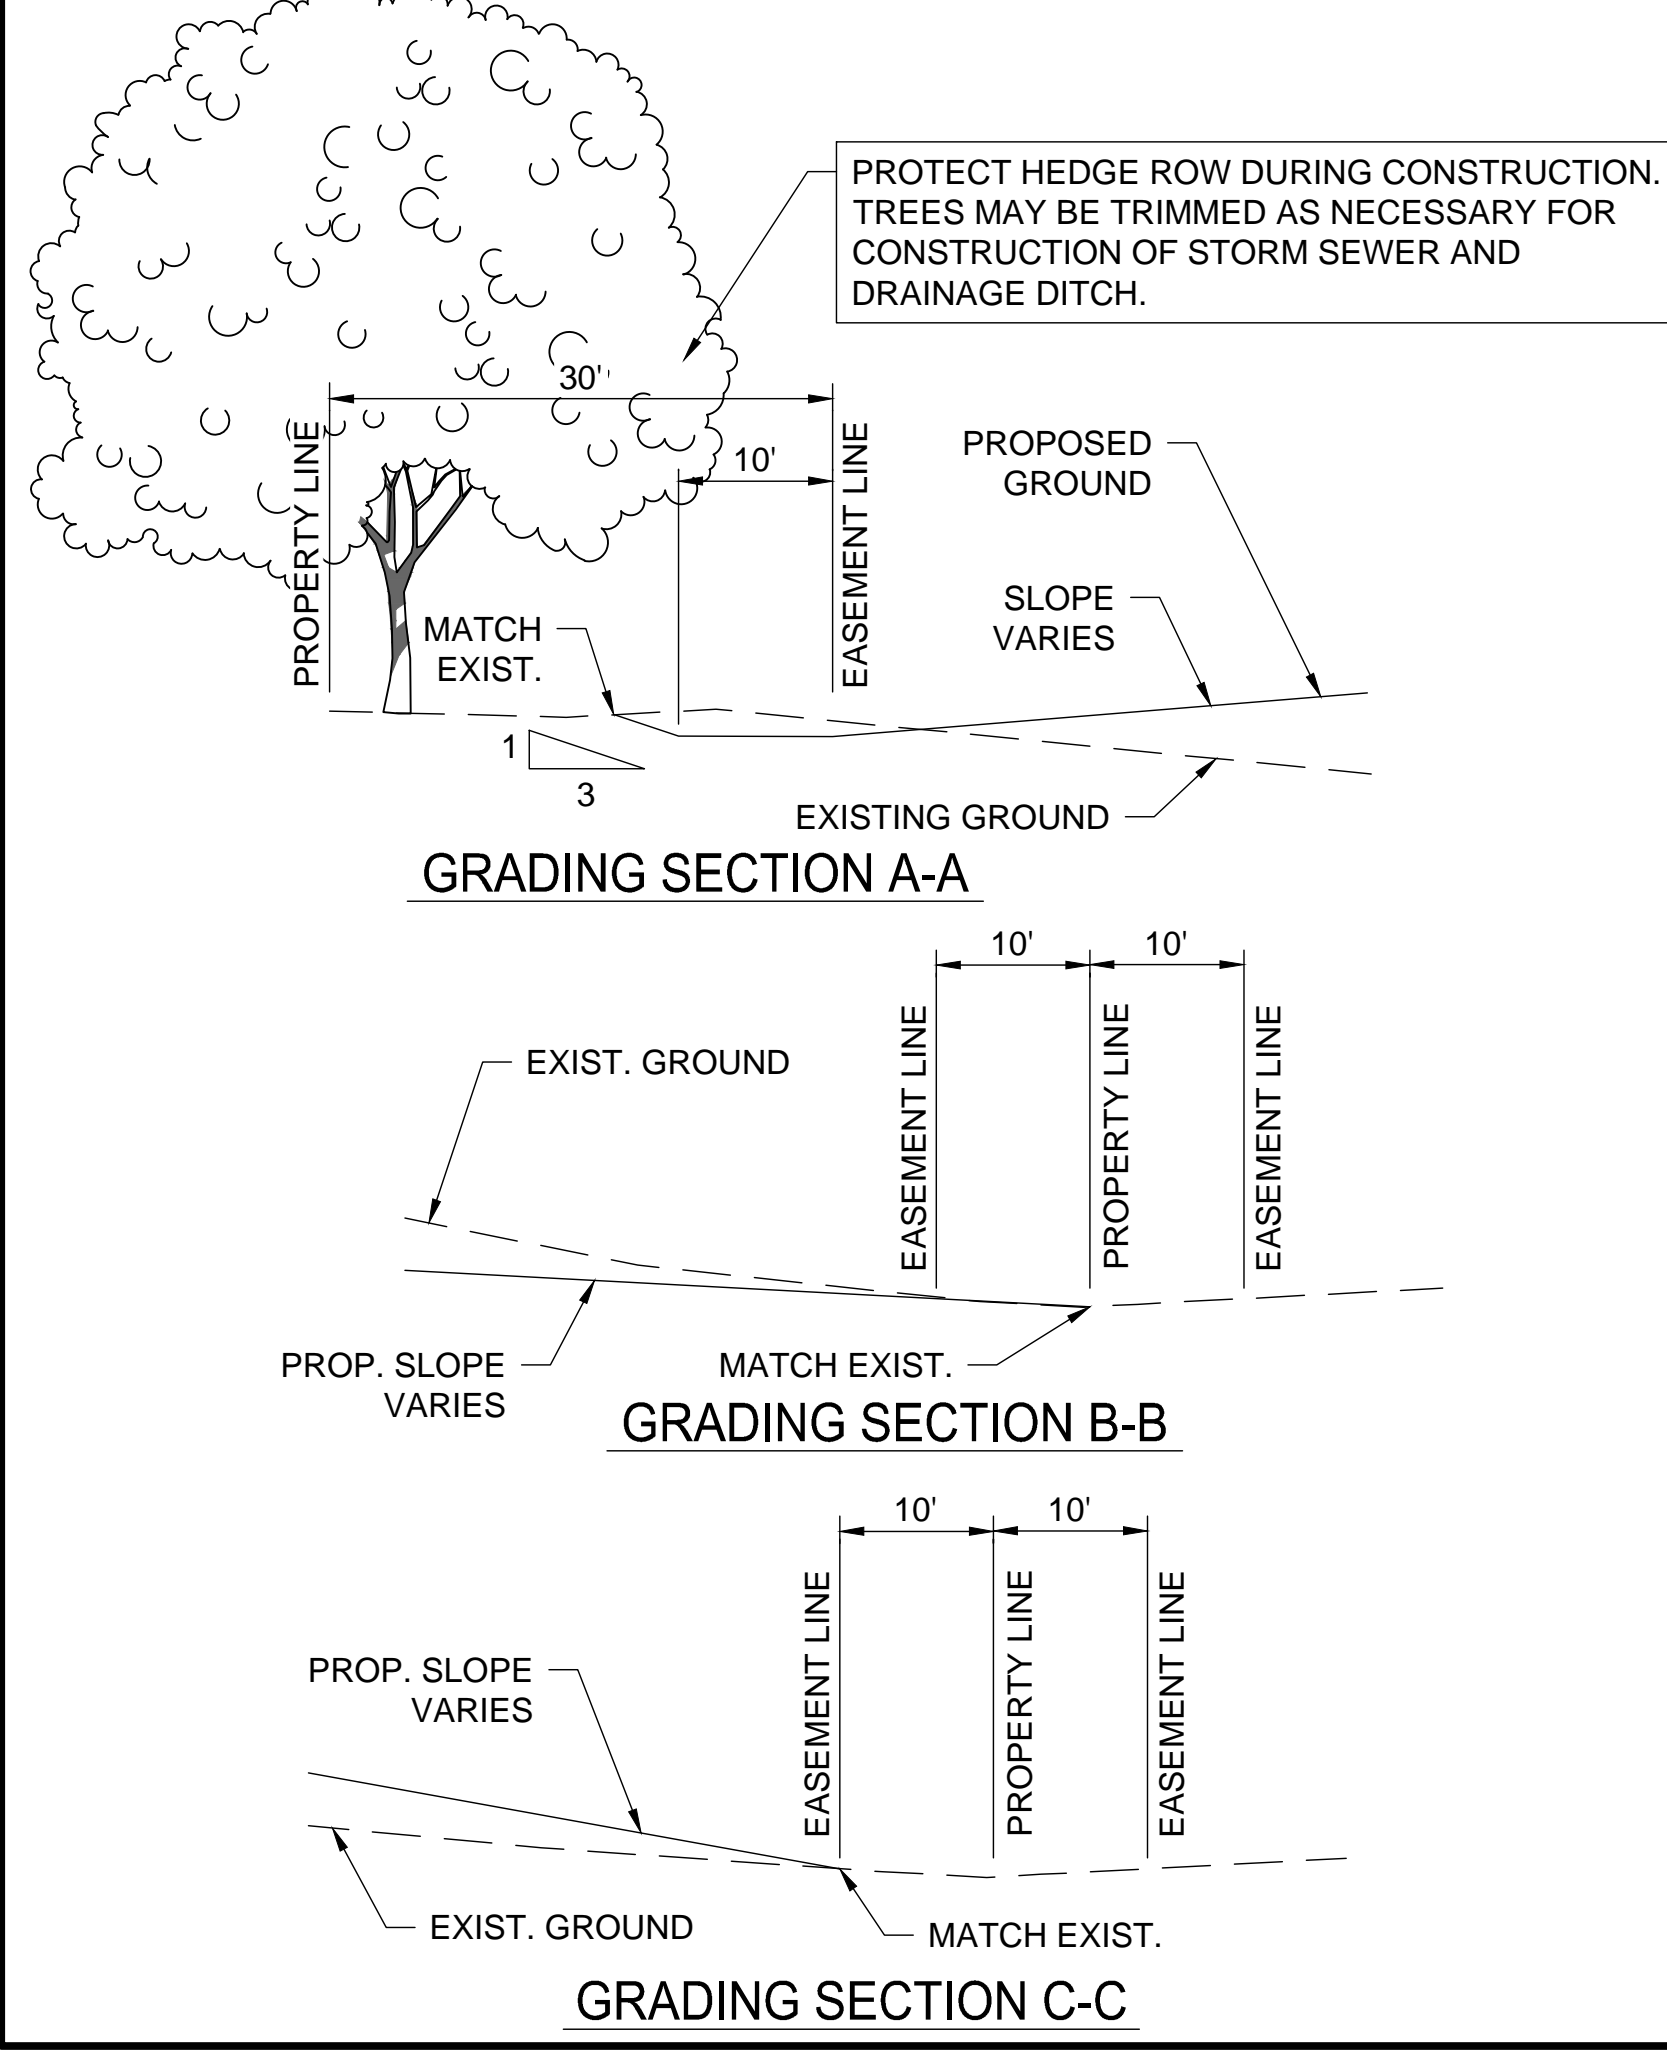 PROTECT HEDGE ROW DURING CONSTRUCTION.
TREES MAY BE TRIMMED AS NECESSARY FOR
CONSTRUCTION OF STORM SEWER AND
DRAINAGE DITCH.
30'
10'
PROPERTY LINE
EASEMENT LINE
PROPOSED
GROUND
SLOPE
VARIES
MATCH
EXIST.
1
3
EXISTING GROUND
GRADING SECTION A-A
10'
10'
EASEMENT LINE
PROPERTY LINE
EASEMENT LINE
EXIST. GROUND
PROP. SLOPE
VARIES
MATCH EXIST.
GRADING SECTION B-B
10'
10'
EASEMENT LINE
PROPERTY LINE
EASEMENT LINE
PROP. SLOPE
VARIES
EXIST. GROUND
MATCH EXIST.
GRADING SECTION C-C